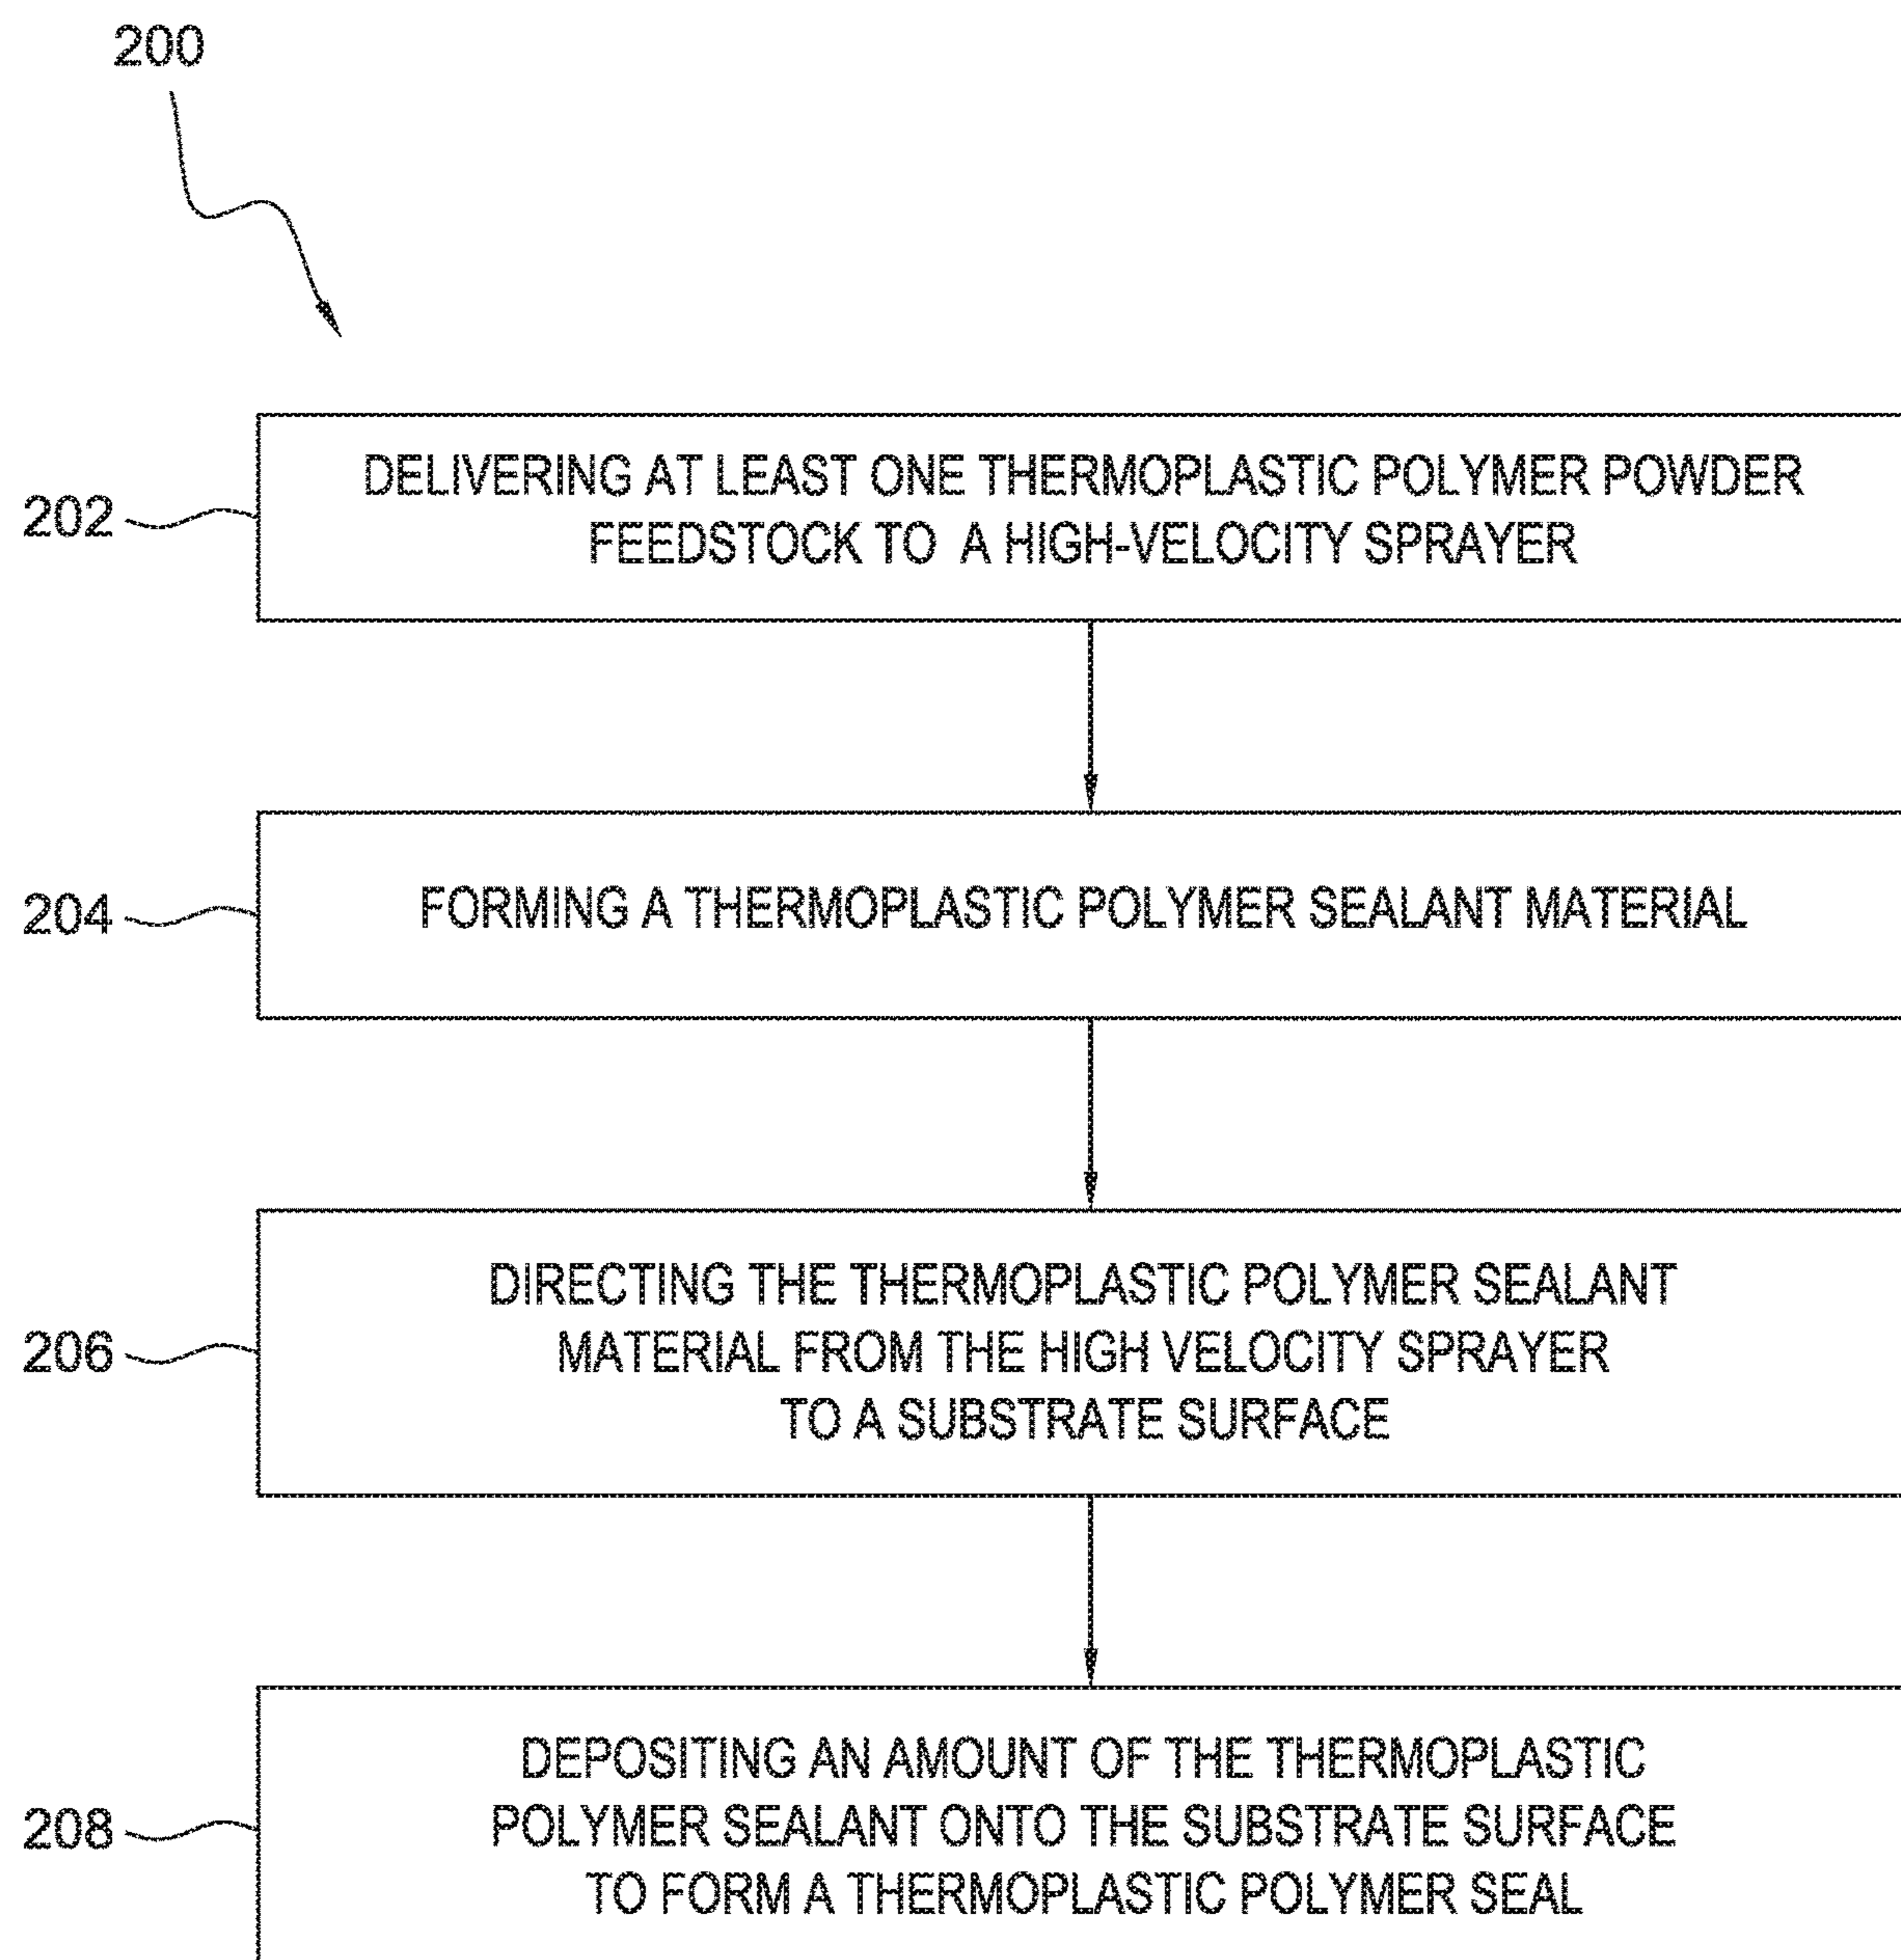 200
202
DELIVERING AT LEAST ONE THERMOPLASTIC POLYMER POWDER
FEEDSTOCK TO A HIGH-VELOCITY SPRAYER
204
FORMING A THERMOPLASTIC POLYMER SEALANT MATERIAL
206
DIRECTING THE THERMOPLASTIC POLYMER SEALANT
MATERIAL FROM THE HIGH VELOCITY SPRAYER
TO A SUBSTRATE SURFACE
208
DEPOSITING AN AMOUNT OF THE THERMOPLASTIC
POLYMER SEALANT ONTO THE SUBSTRATE SURFACE
TO FORM A THERMOPLASTIC POLYMER SEAL